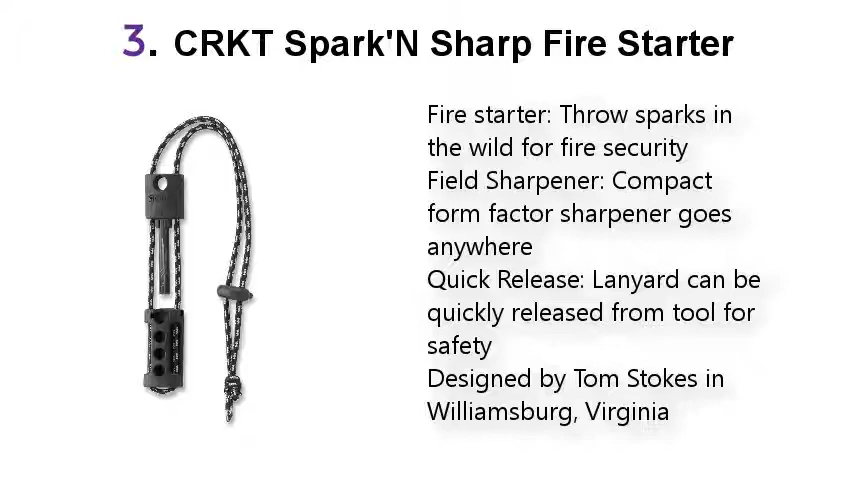 3. CRKT Spark'N Sharp Fire Starter
Fire starter: Throw sparks in
the wild for fire security
Field Sharpener: Compact
form factor sharpener goes
anywhere
Quick Release: Lanyard can be
quickly released from tool for
safety
Designed by Tom Stokes in
Williamsburg, Virginia